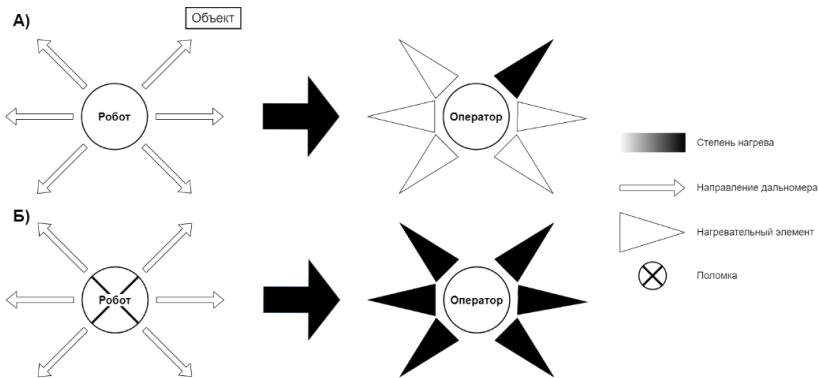 А)
Объект
Робот
Оператор
Степень нагрева
Направление дальномера
Б)
Нагревательный элемент
Робот
Оператор
Поломка